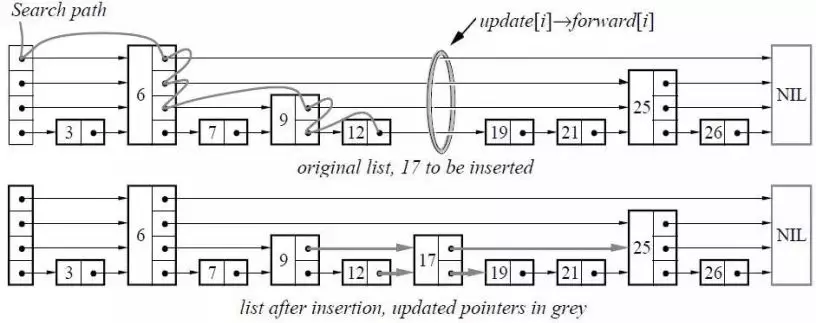 Search path
update[i]→forward[i]
6 NIL
25
9
3 7 12 19 21 26
original list, 17 to be inserted
6 NIL
25
9 17
3 7 12 19 21 26
list after insertion, updated pointers in grey